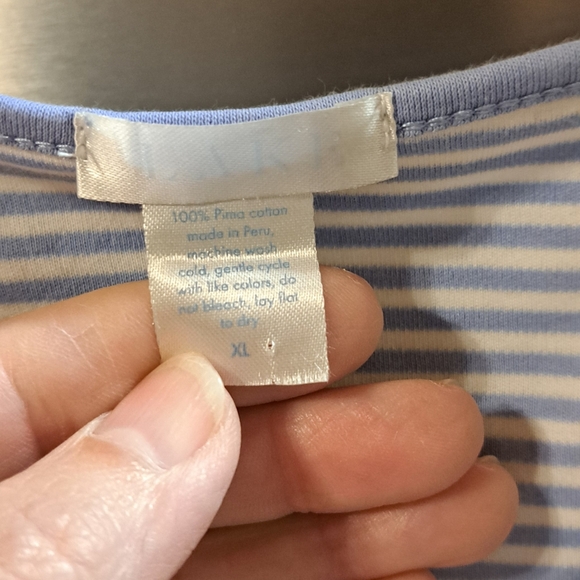 100% Pima cotton
made in Peru,
machine wash
cold, gentle cycle
with like colors, do
not bleach, lay flat
to dry
XL